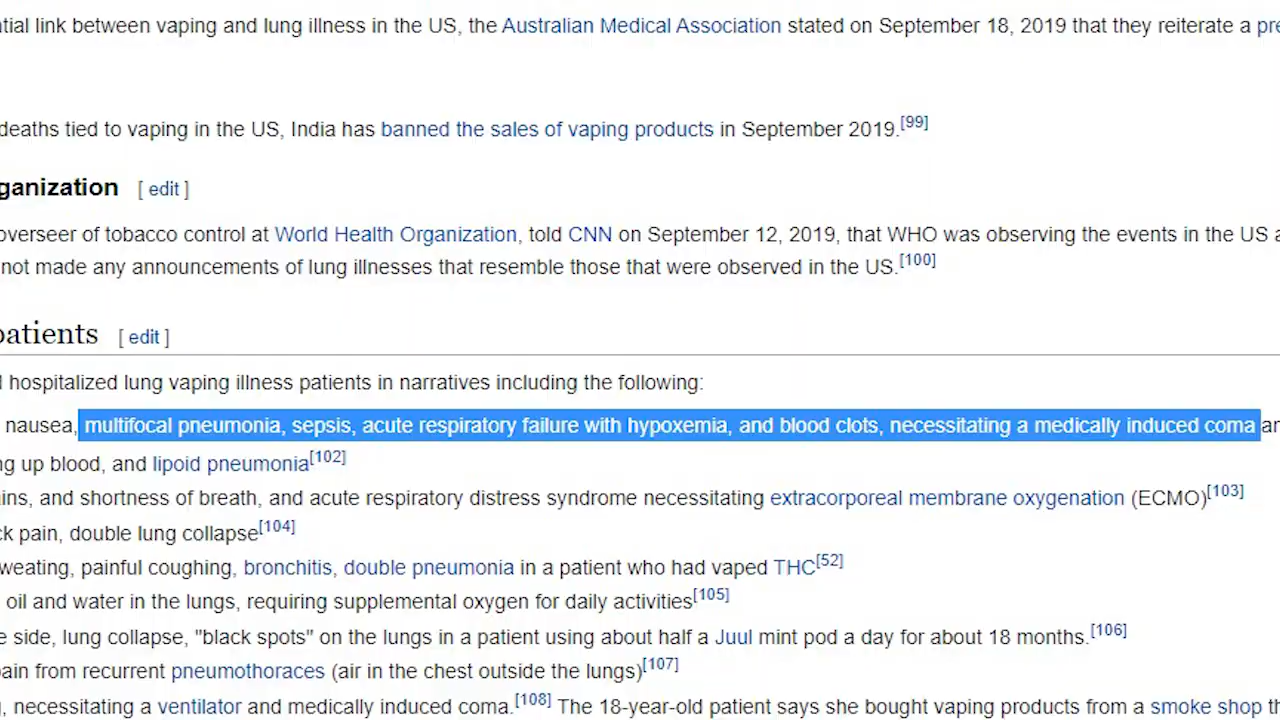 tial link between vaping and lung illness in the US, the Australian Medical Association stated on September 18, 2019 that they reiterate a pre
deaths tied to vaping in the US, India has banned the sales of vaping products in September 2019.[99]
ganization [ edit ]
overseer of tobacco control at World Health Organization, told CNN on September 12, 2019, that WHO was observing the events in the US a
not made any announcements of lung illnesses that resemble those that were observed in the US.[100]
patients [ edit ]
l hospitalized lung vaping illness patients in narratives including the following:
nausea, multifocal pneumonia, sepsis, acute respiratory failure with hypoxemia, and blood clots, necessitating a medically induced coma an
ng up blood, and lipoid pneumonia[102]
ins, and shortness of breath, and acute respiratory distress syndrome necessitating extracorporeal membrane oxygenation (ECMO)[103]
ck pain, double lung collapse[104]
weating, painful coughing, bronchitis, double pneumonia in a patient who had vaped THC[52]
oil and water in the lungs, requiring supplemental oxygen for daily activities[105]
e side, lung collapse, "black spots" on the lungs in a patient using about half a Juul mint pod a day for about 18 months.[106]
ain from recurrent pneumothoraces (air in the chest outside the lungs)[107]
, necessitating a ventilator and medically induced coma.[108] The 18-year-old patient says she bought vaping products from a smoke shop th